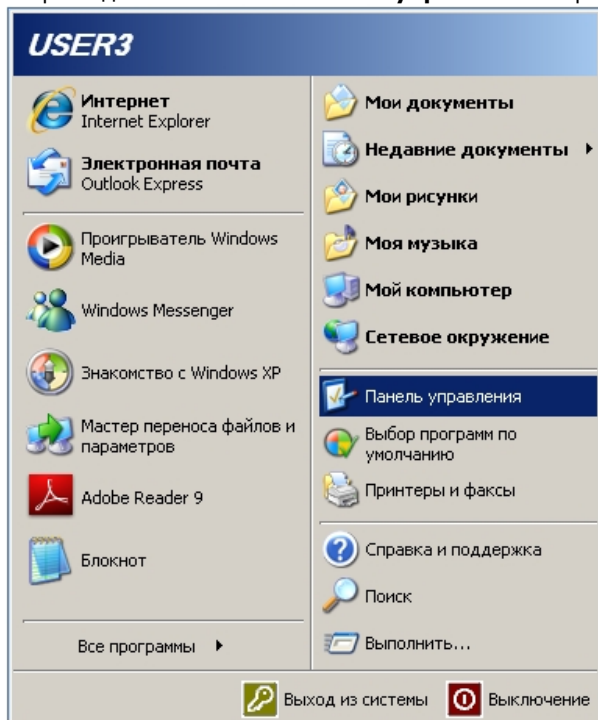 USER3
Интернет
Internet Explorer
Электронная почта
Outlook Express
Проигрыватель Windows
Media
Windows Messenger
Знакомство с Windows XP
Мастер переноса файлов и
параметров
Adobe Reader 9
Блокнот
Все программы
Мои документы
Недавние документы
Мои рисунки
Моя музыка
Мой компьютер
Сетевое окружение
Панель управления
Выбор программ по
умолчанию
Принтеры и факсы
Справка и поддержка
Поиск
Выполнить...
Выход из системы
Выключение